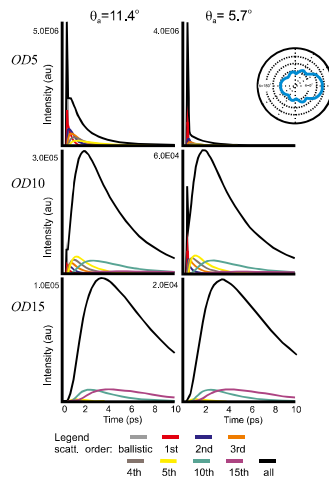 θa=11.4° θa= 5.7°
OD5
5.0E06
4.0E06
Intensity (au)
OD10
3.0E05
6.0E04
Intensity (au)
OD15
1.0E05
2.0E04
Intensity (au)
0 2 4 6 8 10 0 2 4 6 8 10
Time (ps) Time (ps)
Legend
scatt. order: ballistic 1st 2nd 3rd
4th 5th 10th 15th all